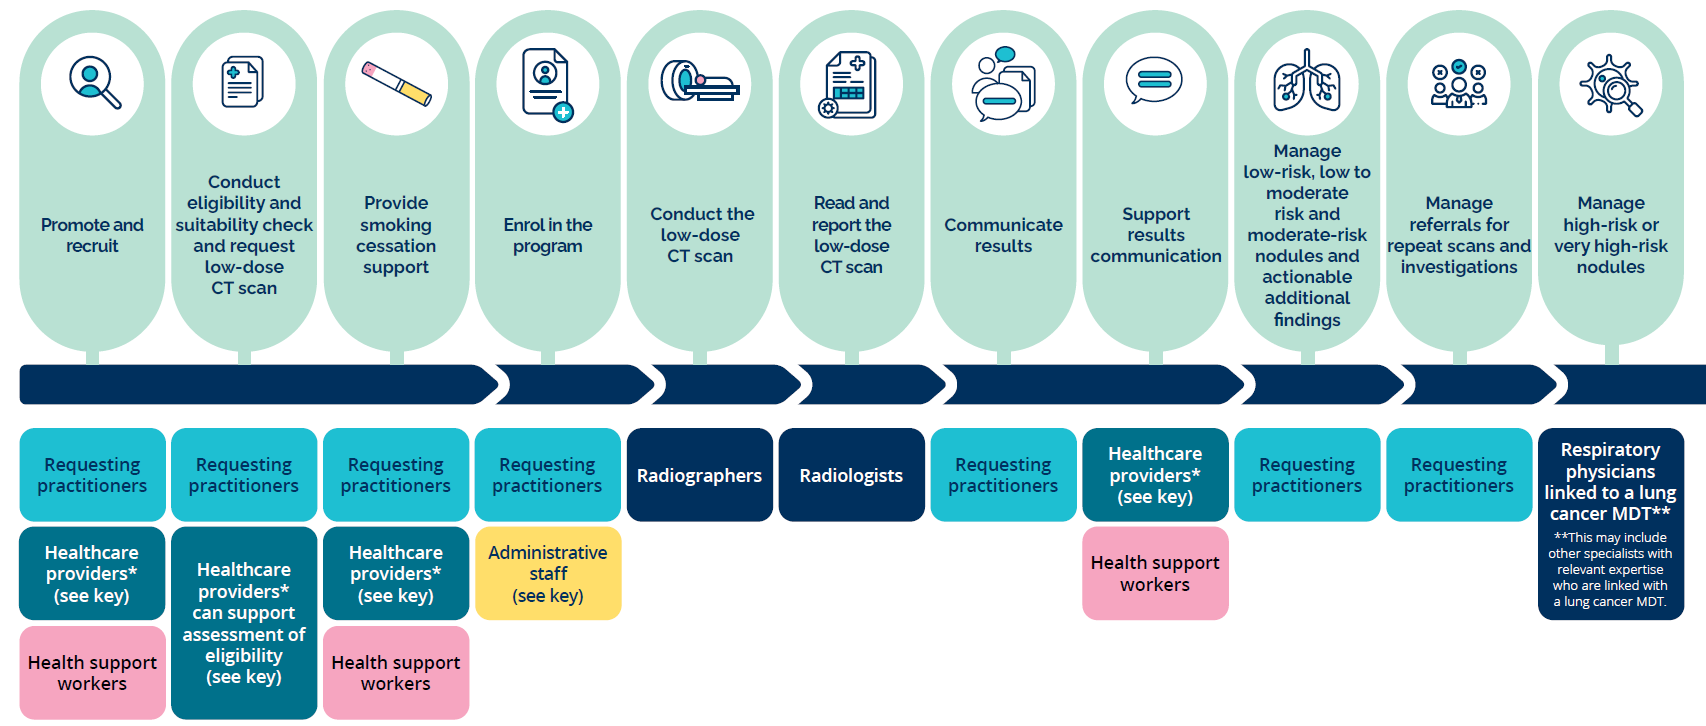 Promote and
recruit
Conduct
eligibility and
suitability check
and request
low-dose
CT scan
Provide
smoking
cessation
support
Enrol in the
program
Conduct the
low-dose
CT scan
Read and
report the
low-dose
CT scan
Communicate
results
Support
results
communication
Manage
low-risk, low to
moderate
risk and
moderate-risk
nodules and
actionable
additional
findings
Manage
referrals for
repeat scans and
investigations
Manage
high-risk or
very high-risk
nodules
Requesting
practitioners
Healthcare
providers*
(see key)
Health support
workers
Requesting
practitioners
Healthcare
providers*
can support
assessment of
eligibility
(see key)
Requesting
practitioners
Healthcare
providers*
(see key)
Health support
workers
Requesting
practitioners
Administrative
staff
(see key)
Radiographers
Radiologists
Requesting
practitioners
Healthcare
providers*
(see key)
Health support
workers
Requesting
practitioners
Requesting
practitioners
Respiratory
physicians
linked to a lung
cancer MDT**
**This may include
other specialists with
relevant expertise
who are linked with
a lung cancer MDT.